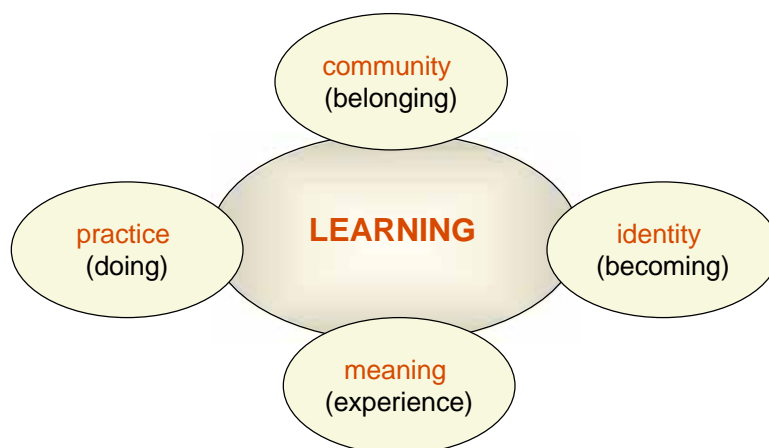 community
(belonging)
LEARNING
practice
(doing)
identity
(becoming)
meaning
(experience)